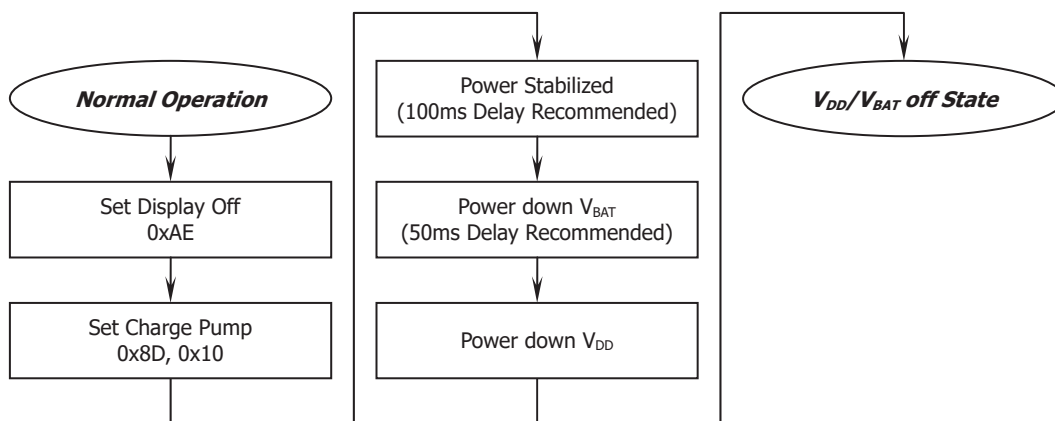 Normal Operation
Set Display Off
0xAE
Set Charge Pump
0x8D, 0x10
Power Stabilized
(100ms Delay Recommended)
Power down VBAT
(50ms Delay Recommended)
Power down VDD
VDD/VBAT off State